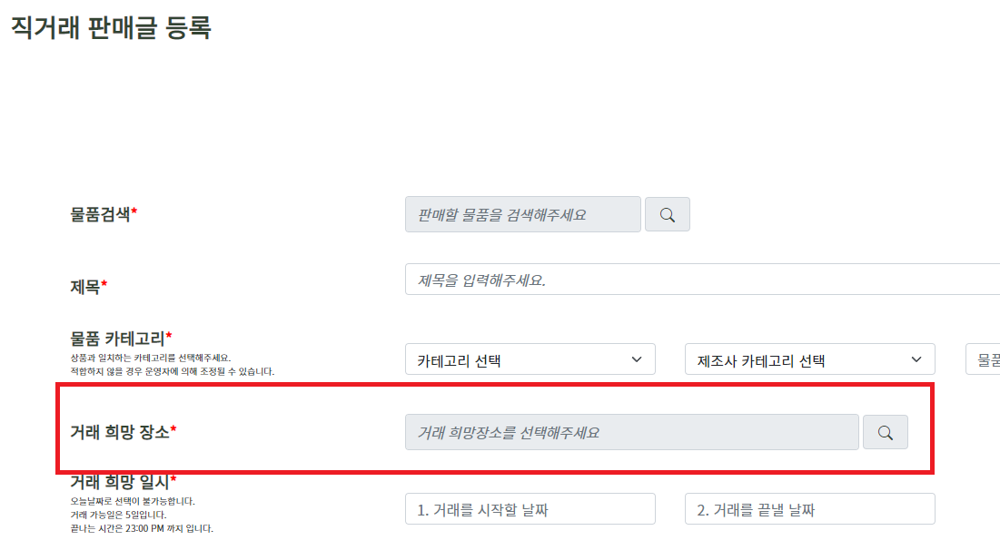 직거래 판매글 등록
물품검색*
판매할 물품을 검색해주세요
제목*
제목을 입력해주세요.
물품 카테고리*
상품과 일치하는 카테고리를 선택해주세요.
적합하지 않을 경우 운영자에 의해 조정될 수 있습니다.
카테고리 선택
제조사 카테고리 선택
물품
거래 희망 장소*
거래 희망장소를 선택해주세요
거래 희망 일시*
오늘날짜로 선택이 불가능합니다.
거래 가능일은 5일입니다.
끝나는 시간은 23:00 PM 까지 입니다.
1. 거래를 시작할 날짜
2. 거래를 끝낼 날짜